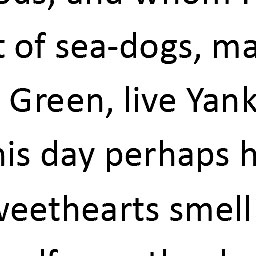 and whom
of sea-dogs, ma
Green, live Yank
his day perhaps h
weethearts smell